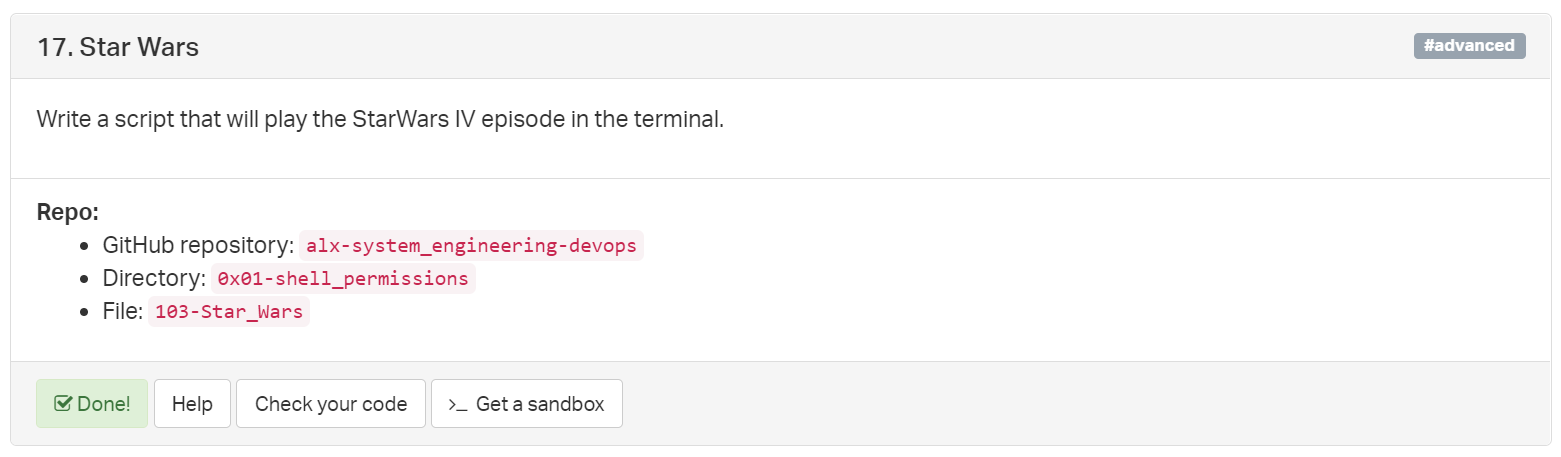 17. Star Wars
#advanced
Write a script that will play the StarWars IV episode in the terminal.
Repo:
• GitHub repository: alx-system_engineering-devops
• Directory: 0x01-shell_permissions
• File: 103-Star_Wars
Done! Help Check your code >_ Get a sandbox